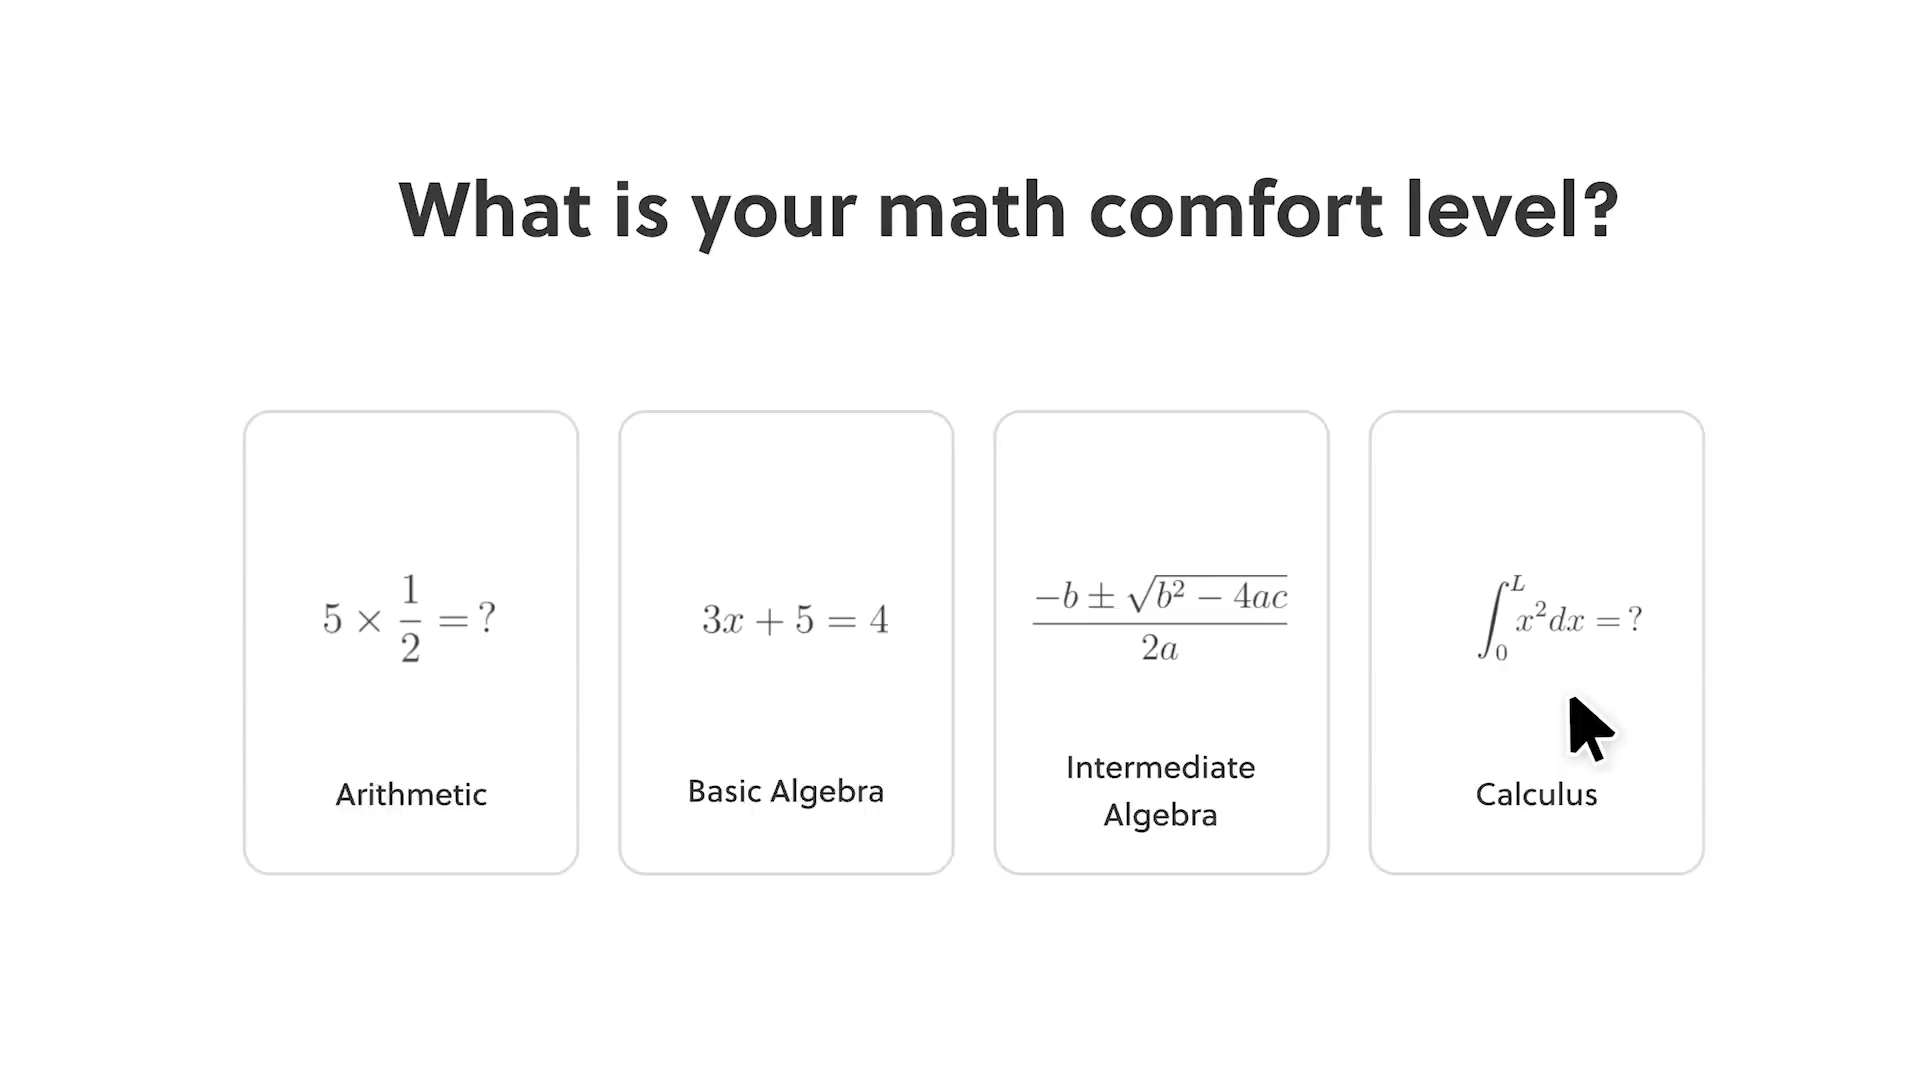 What is your math comfort level?
5 × 1/2 = ?
Arithmetic
3x + 5 = 4
Basic Algebra
−b ± √(b² − 4ac) / 2a
Intermediate
Algebra
∫₀ᴸ x²dx = ?
Calculus